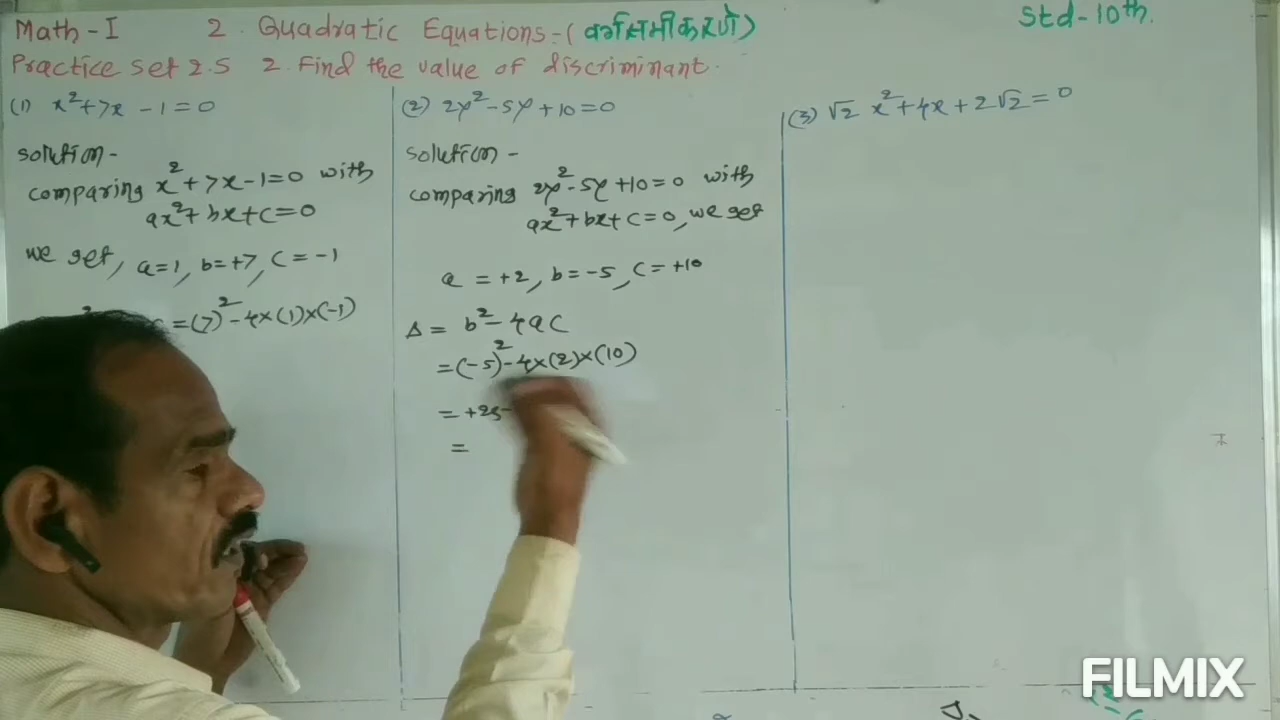 Math-I 2. Quadratic Equations-(वर्गसमीकरणे) Std-10th.
Practice set 2.5 2. Find the value of discriminant.
(1) x²+7x-1=0
solution-
comparing x²+7x-1=0 with
ax²+bx+c=0
we get, a=1, b=+7, c=-1
=(7)²-4×(1)×(-1)
(2) 2y²-5y+10=0
solution-
comparing 2y²-5y+10=0 with
ax²+bx+c=0, we get
a=+2, b=-5, c=+10
Δ = b²-4ac
=(-5)²-4×(2)×(10)
= +25-
=
(3) √2 x²+4x+2√2=0
FILMIX